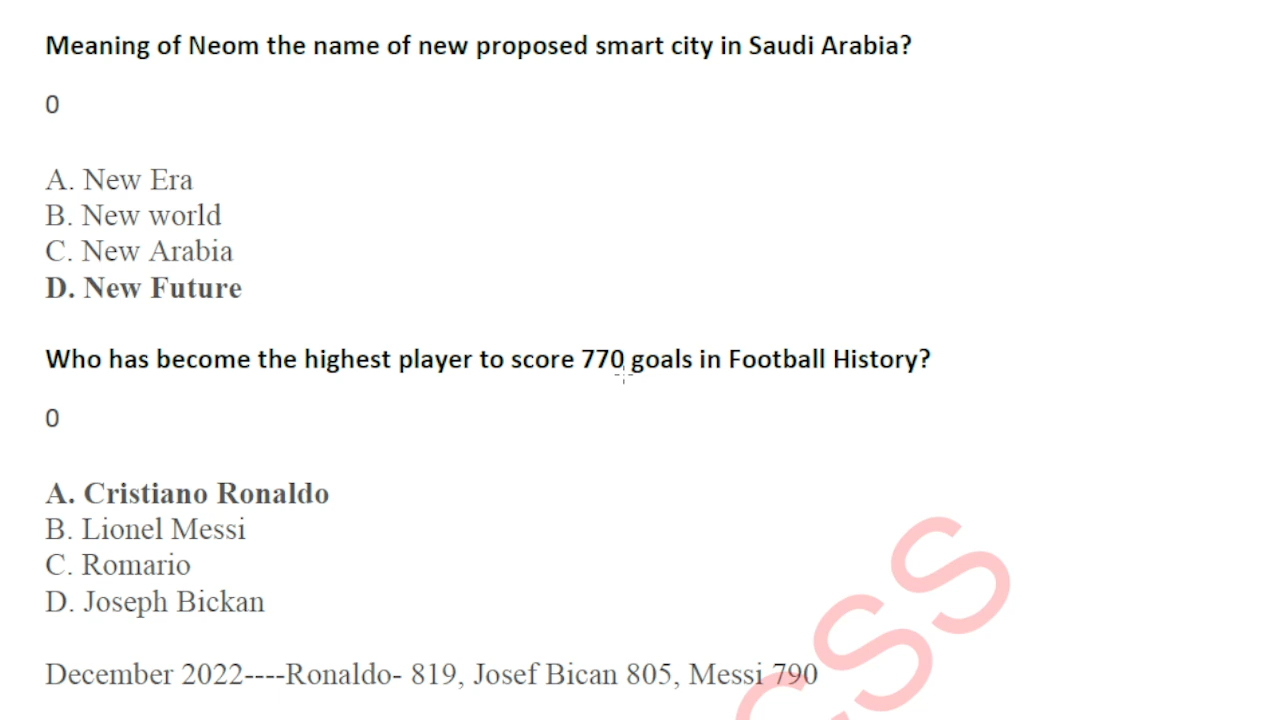 Meaning of Neom the name of new proposed smart city in Saudi Arabia?
0
A. New Era
B. New world
C. New Arabia
D. New Future
Who has become the highest player to score 770 goals in Football History?
0
A. Cristiano Ronaldo
B. Lionel Messi
C. Romario
D. Joseph Bickan
December 2022----Ronaldo- 819, Josef Bican 805, Messi 790
CSS